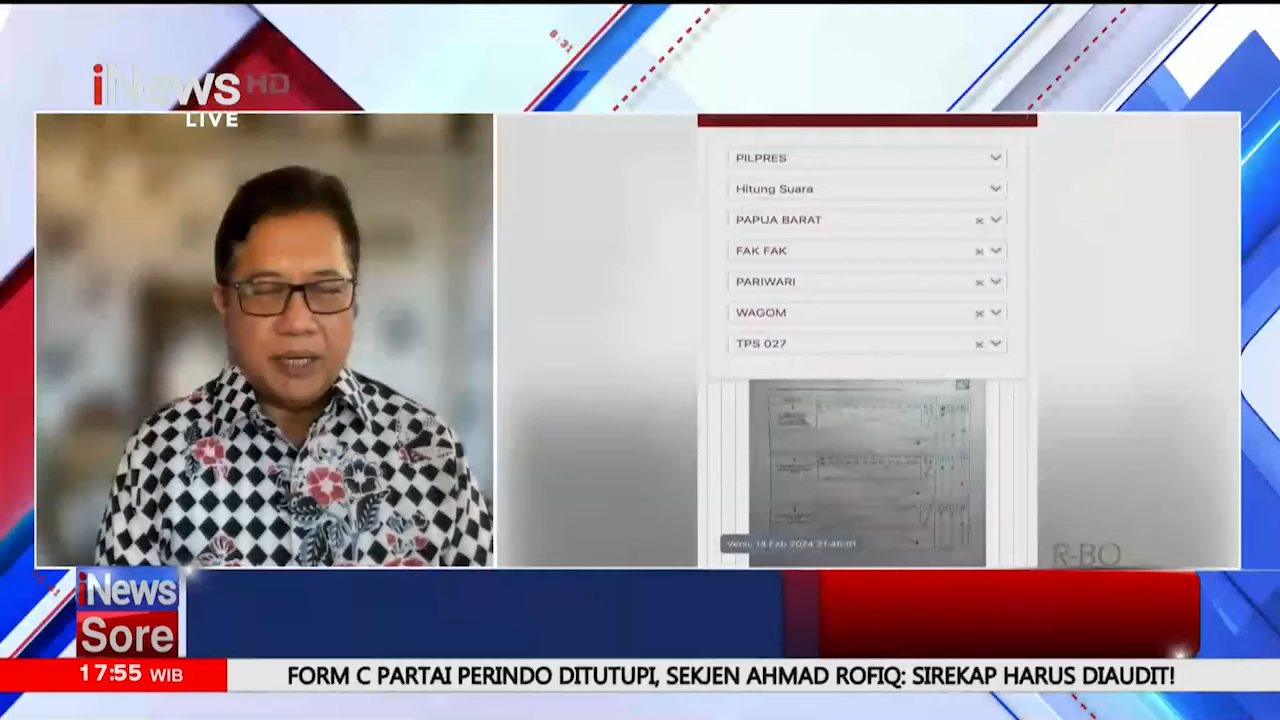 iNews HD
LIVE
PILPRES
Hitung Suara
PAPUA BARAT
FAK FAK
PARIWARI
WAGOM
TPS 027
Versi: 14 Feb 2024 21:46:01
R-BO
iNews
Sore
17:55 WIB
FORM C PARTAI PERINDO DITUTUPI, SEKJEN AHMAD ROFIQ: SIREKAP HARUS DIAUDIT!